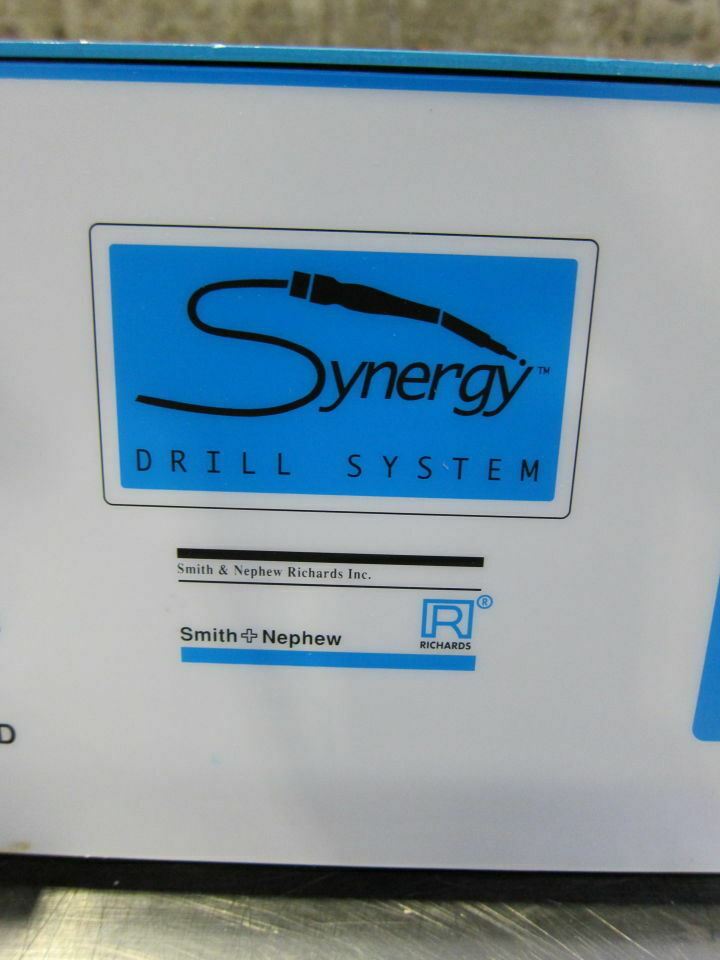 Synergy™
DRILL SYSTEM
Smith & Nephew Richards Inc.
Smith+Nephew
R®
RICHARDS
D